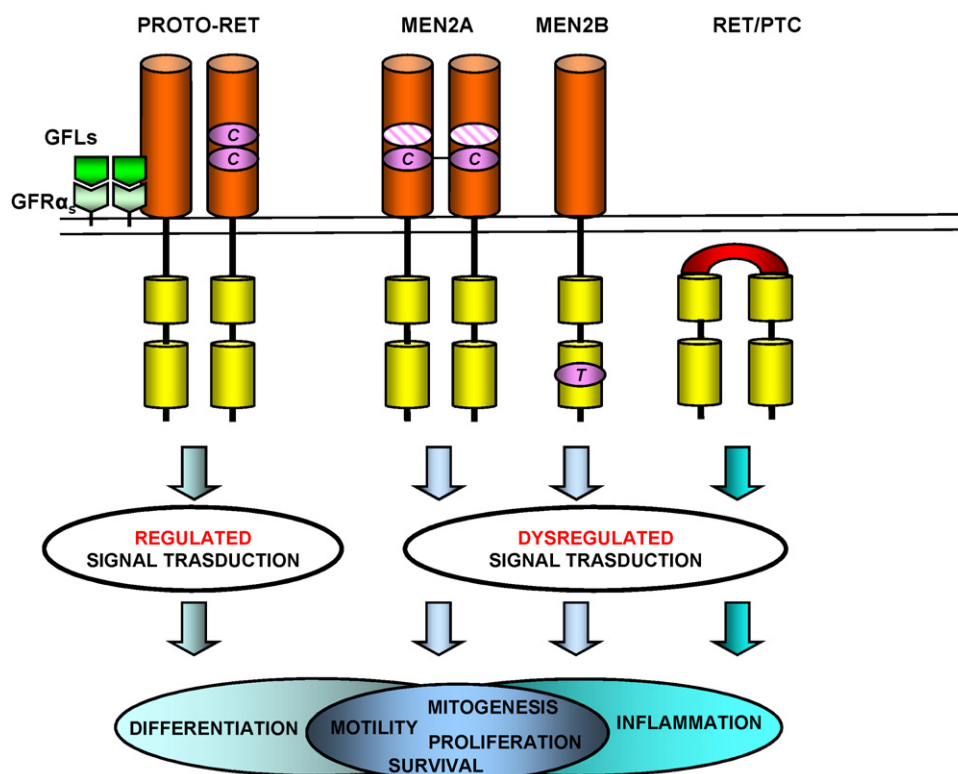 PROTO-RET
MEN2A
MEN2B
RET/PTC
GFLs
GFRαs
C
C
C
C
T
REGULATED
SIGNAL TRASDUCTION
DYSREGULATED
SIGNAL TRASDUCTION
DIFFERENTIATION
MOTILITY
MITOGENESIS
PROLIFERATION
SURVIVAL
INFLAMMATION